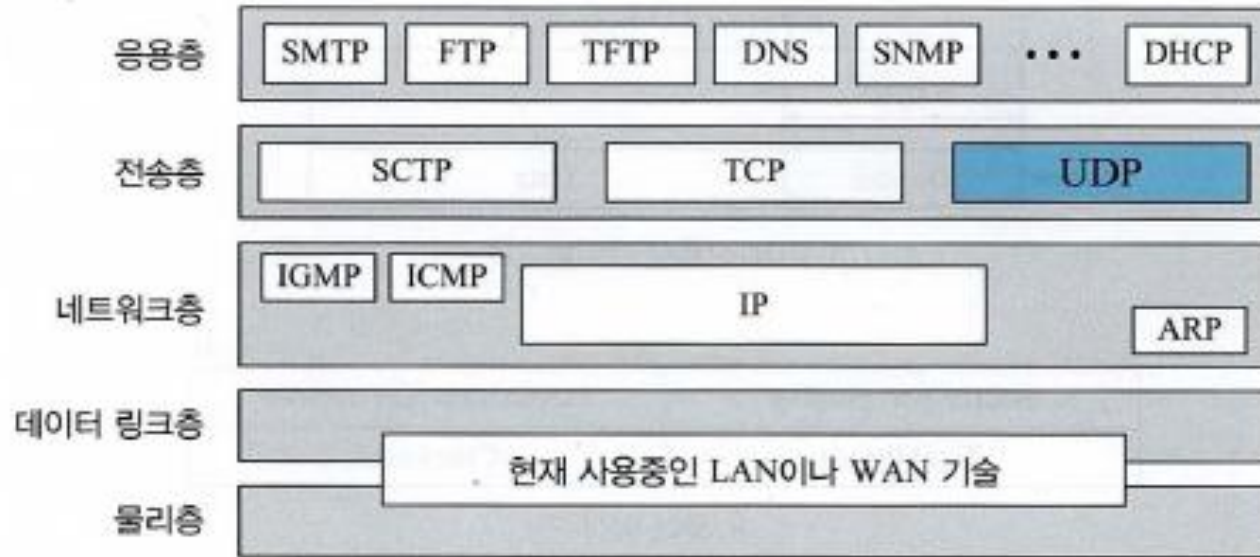 응용층 SMTP FTP TFTP DNS SNMP ••• DHCP
전송층 SCTP TCP UDP
IGMP ICMP
네트워크층 IP
ARP
데이터 링크층
현재 사용중인 LAN이나 WAN 기술
물리층